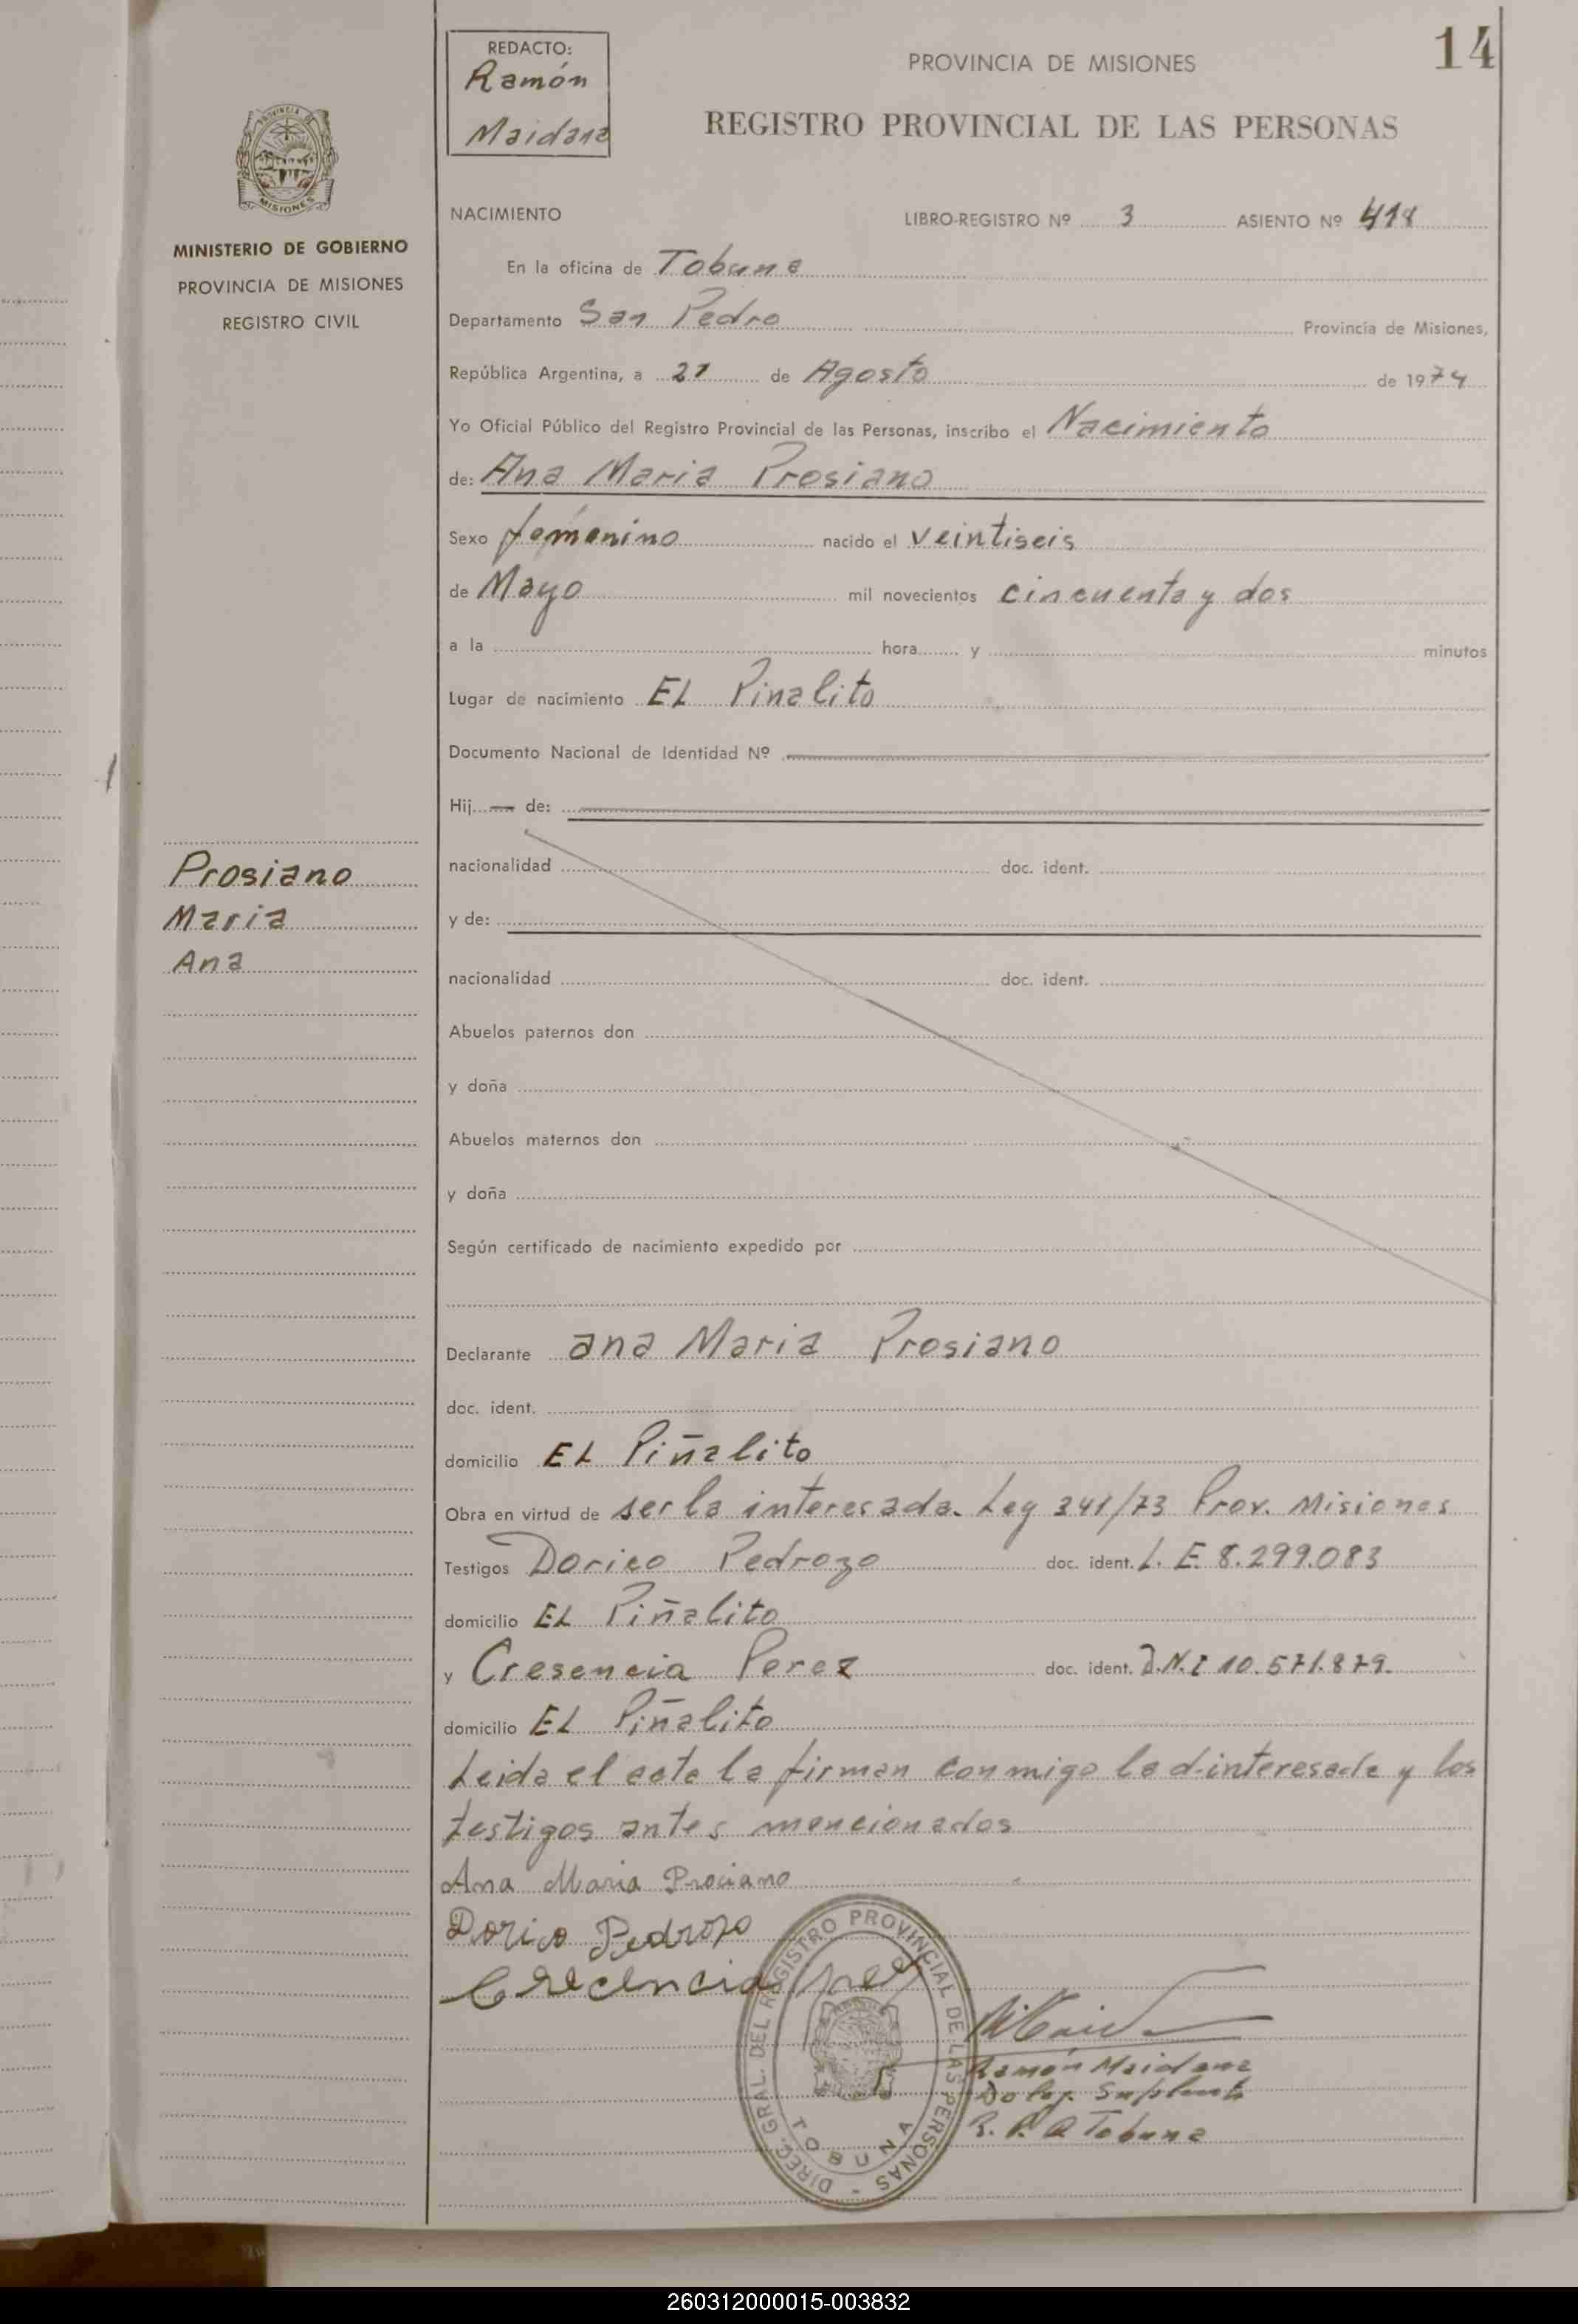 14
REDACTO:
Ramón
Maidana
PROVINCIA DE MISIONES
REGISTRO PROVINCIAL DE LAS PERSONAS
MISIONES
MINISTERIO DE GOBIERNO
PROVINCIA DE MISIONES
REGISTRO CIVIL
NACIMIENTO LIBRO-REGISTRO Nº 3 ASIENTO Nº
En la oficina de Tobuna
Departamento San Pedro Provincia de Misiones,
República Argentina, a 21 de Agosto de 1974
Yo Oficial Público del Registro Provincial de las Personas, inscribo el Nacimiento
de: Ana Maria Prosiano
Sexo femenino nacido el veintiseis
de Mayo mil novecientos cincuenta y dos
a la hora y minutos
Lugar de nacimiento EL Pinalito
Documento Nacional de Identidad Nº
Hij de:
nacionalidad doc. ident.
Prosiano
Maria
Ana
y de:
nacionalidad doc. ident.
Abuelos paternos don
y doña
Abuelos maternos don
y doña
Según certificado de nacimiento expedido por
Declarante ana Maria Prosiano
doc. ident.
domicilio EL Piñalito
Obra en virtud de ser la interesada. Ley 341/73 Prov. Misiones
Testigos Dorico Pedrozo doc. ident. L. E 8.299.083
domicilio EL Piñalito
y Cresencia Perez doc. ident. D.N.I 10.571.879.
domicilio EL Piñalito
Leida el acta la firman conmigo la d-interesada y los
testigos antes mencionados
Ana Maria Prociano
Dorico Pedrozo
Crecencia
DIREC. GRAL. DEL REGISTRO PROVINCIAL DE LAS PERSONAS -
TOBUNA
Ramón Maidana
Deleg. Suplente
R. P. Tobuna
260312000015-003832